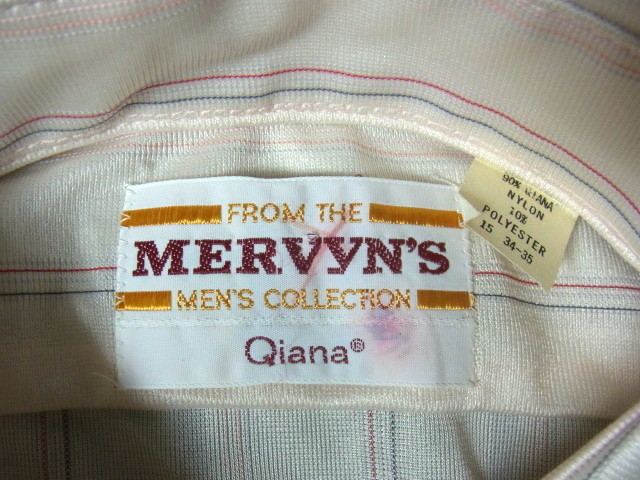 FROM THE
MERVYN'S
MEN'S COLLECTION
Qiana®
90% QIANA
NYLON
10%
POLYESTER
15 34-35